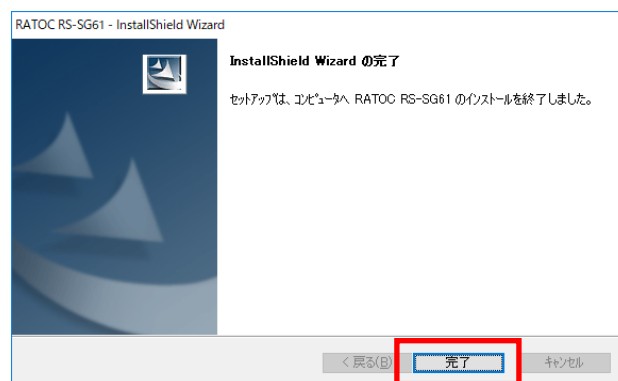 RATOC RS-SG61 - InstallShield Wizard
InstallShield Wizard の完了
ｾｯﾄｱｯﾌﾟは、ｺﾝﾋﾟｭｰﾀへ RATOC RS-SG61 のｲﾝｽﾄｰﾙを終了しました。
< 戻る(B)
完了
ｷｬﾝｾﾙ